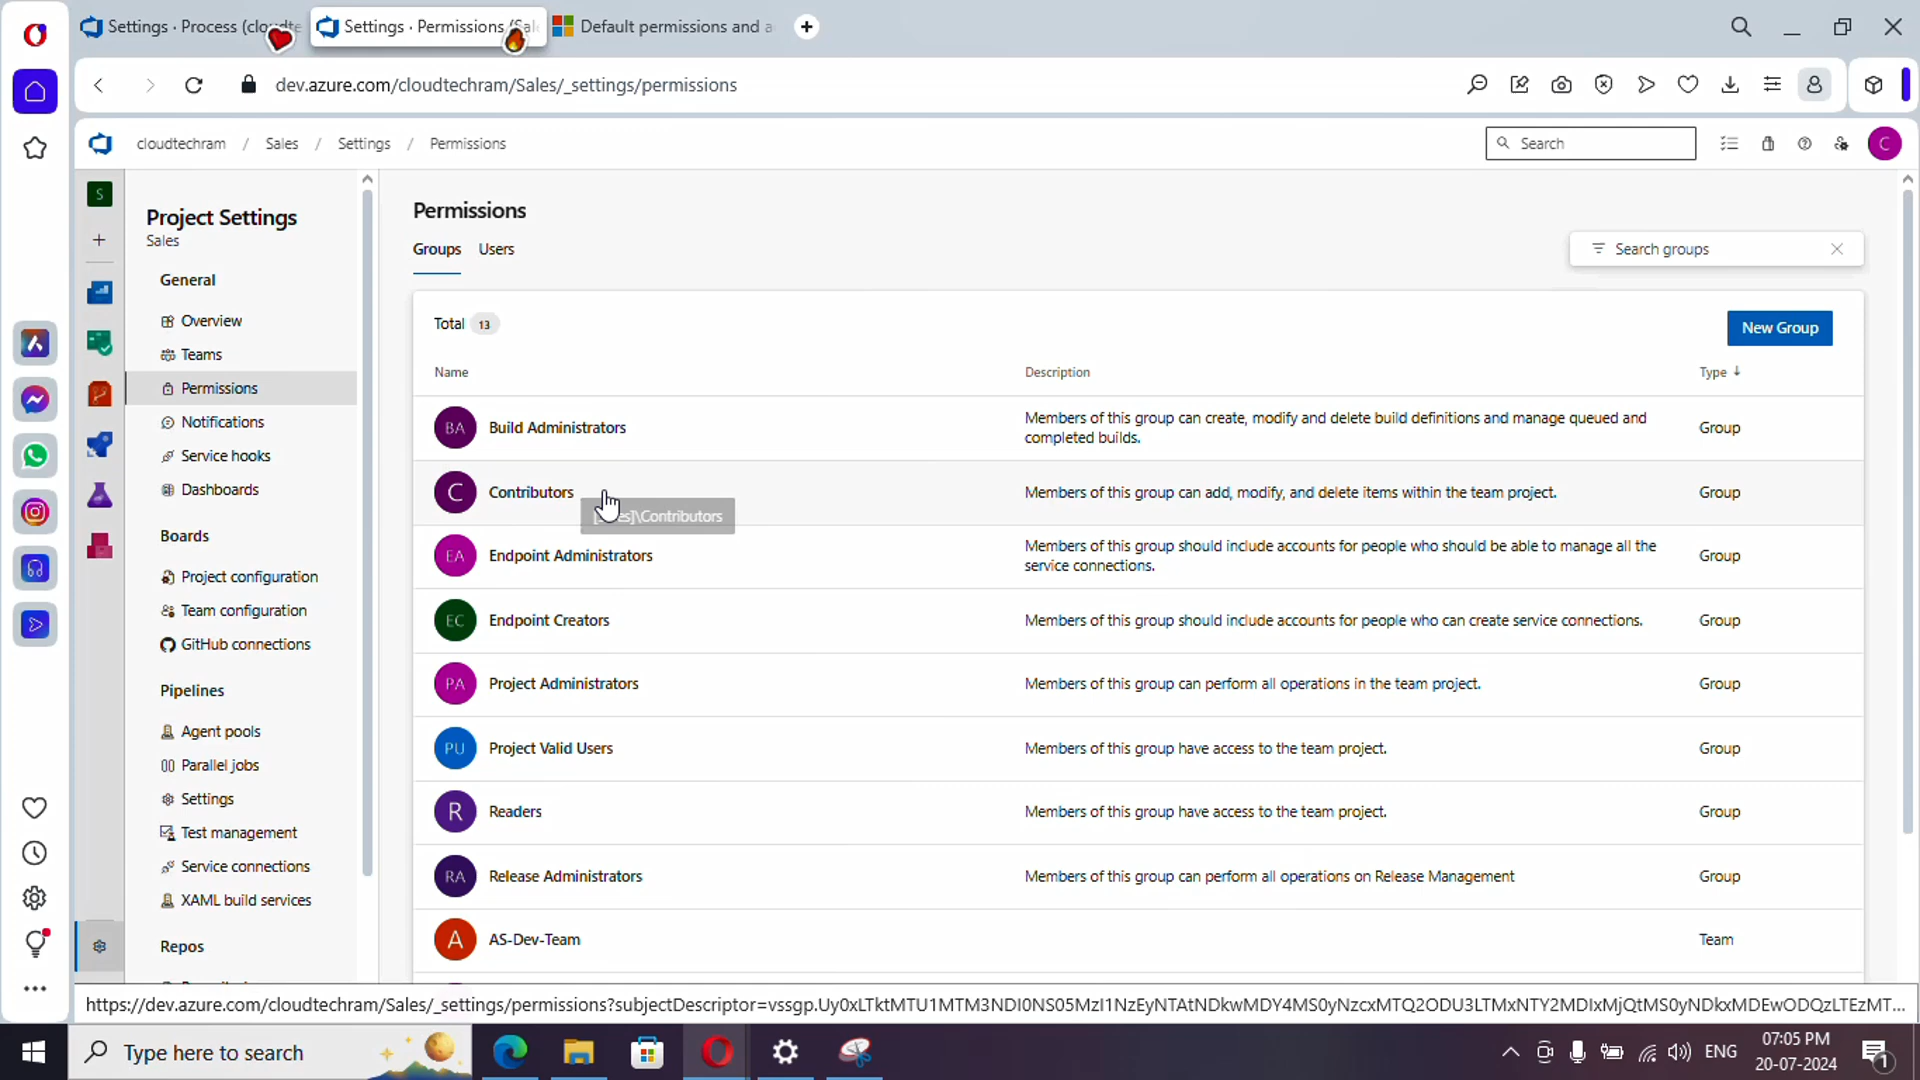 Settings · Process (cloudte
Settings · Permissions (Sal
Default permissions and a
dev.azure.com/cloudtechram/Sales/_settings/permissions
cloudtechram / Sales / Settings / Permissions
Search
C
S
Project Settings
Sales
General
Overview
Teams
Permissions
Notifications
Service hooks
Dashboards
Boards
Project configuration
Team configuration
GitHub connections
Pipelines
Agent pools
Parallel jobs
Settings
Test management
Service connections
XAML build services
Repos
Permissions
Groups Users
Search groups
Total 13
New Group
Name Description Type
BA Build Administrators Members of this group can create, modify and delete build definitions and manage queued and Group
completed builds.
C Contributors Members of this group can add, modify, and delete items within the team project. Group
\Contributors
EA Endpoint Administrators Members of this group should include accounts for people who should be able to manage all the Group
service connections.
EC Endpoint Creators Members of this group should include accounts for people who can create service connections. Group
PA Project Administrators Members of this group can perform all operations in the team project. Group
PU Project Valid Users Members of this group have access to the team project. Group
R Readers Members of this group have access to the team project. Group
RA Release Administrators Members of this group can perform all operations on Release Management Group
A AS-Dev-Team Team
https://dev.azure.com/cloudtechram/Sales/_settings/permissions?subjectDescriptor=vssgp.
Type here to search
ENG
07:05 PM
20-07-2024
1